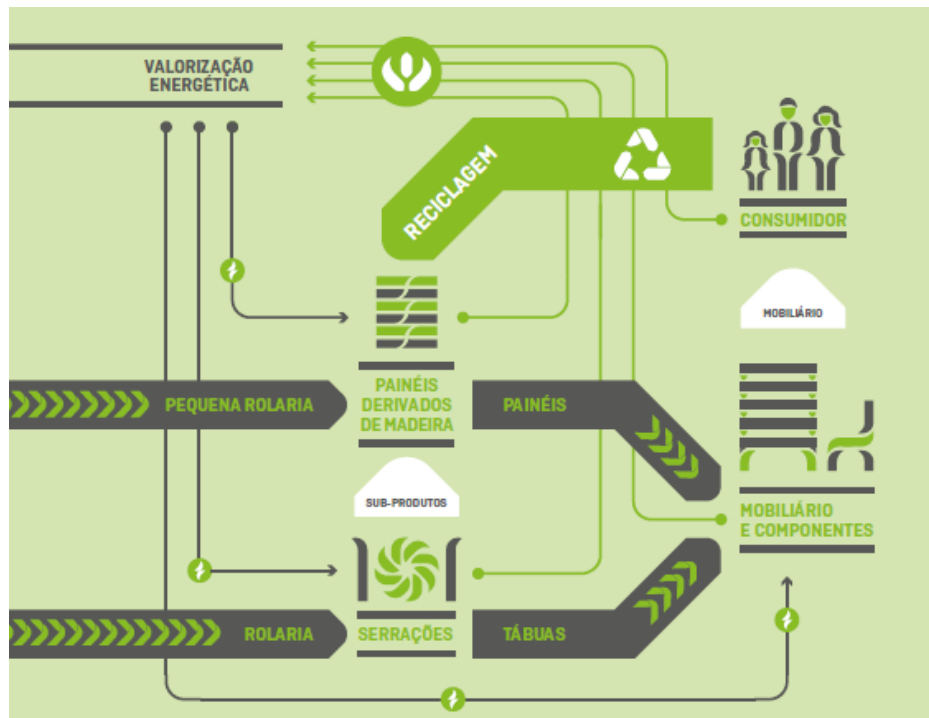 VALORIZAÇÃO
ENERGÉTICA
RECICLAGEM
CONSUMIDOR
MOBILIÁRIO
PEQUENA ROLARIA
PAINÉIS
DERIVADOS
DE MADEIRA
PAINÉIS
SUB-PRODUTOS
MOBILIÁRIO
E COMPONENTES
ROLARIA
SERRAÇÕES
TÁBUAS